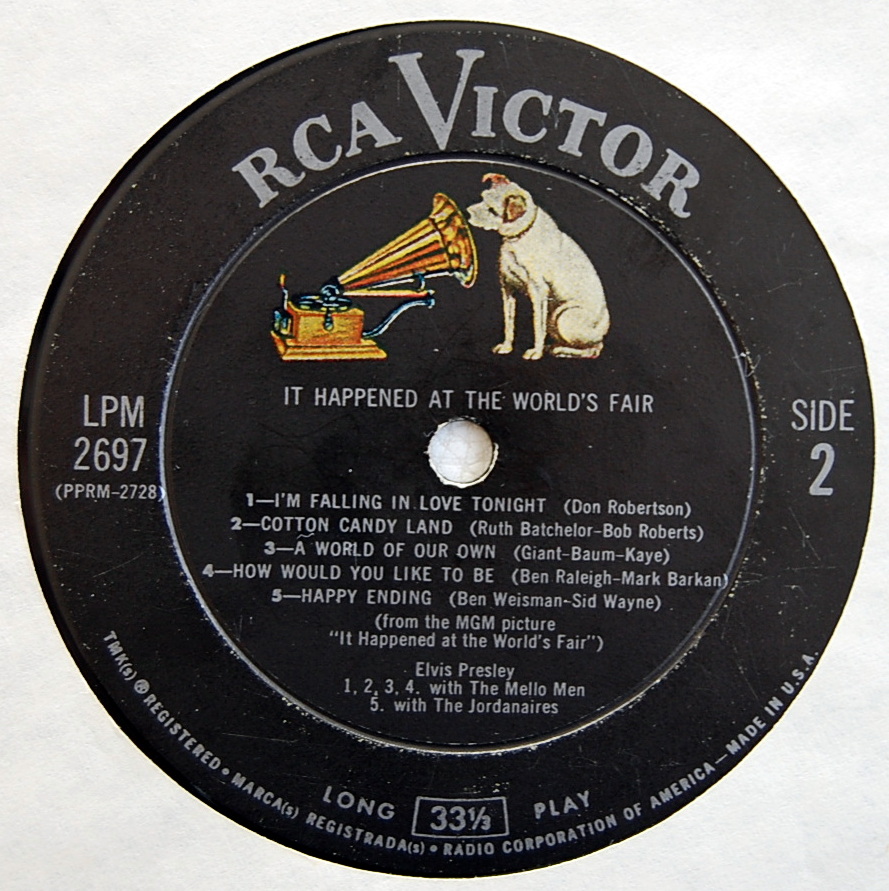 RCA VICTOR
IT HAPPENED AT THE WORLD'S FAIR
LPM
2697
(PPRM-2728)
SIDE
2
1—I'M FALLING IN LOVE TONIGHT (Don Robertson)
2—COTTON CANDY LAND (Ruth Batchelor-Bob Roberts)
3—A WORLD OF OUR OWN (Giant-Baum-Kaye)
4—HOW WOULD YOU LIKE TO BE (Ben Raleigh-Mark Barkan)
5—HAPPY ENDING (Ben Weisman-Sid Wayne)
(from the MGM picture
"It Happened at the World's Fair")
Elvis Presley
1, 2, 3, 4. with The Mello Men
5. with The Jordanaires
LONG 33⅓ PLAY
TMK(s) ® REGISTERED • MARCA(s) REGISTRADA(s) • RADIO CORPORATION OF AMERICA—MADE IN U.S.A.